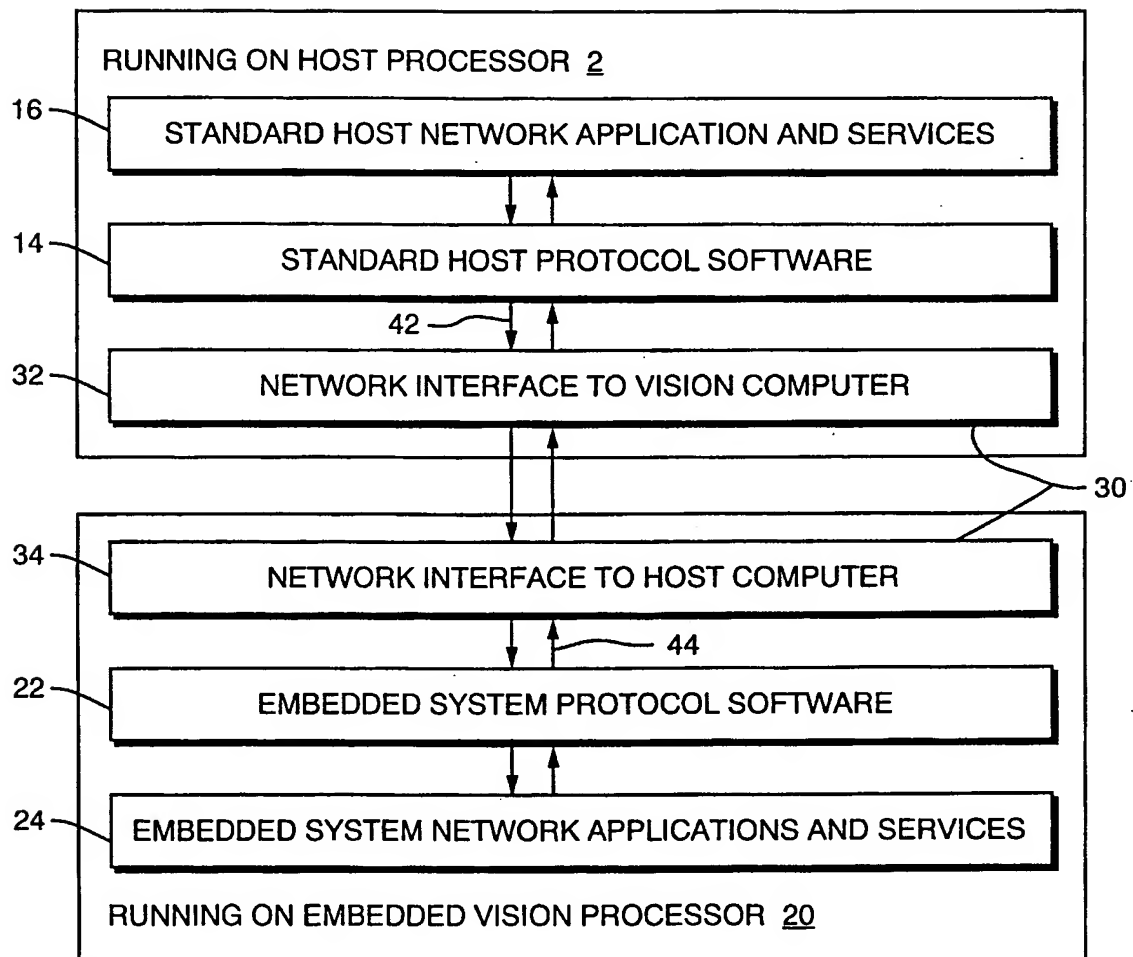 RUNNING ON HOST PROCESSOR 2
16
STANDARD HOST NETWORK APPLICATION AND SERVICES
14
STANDARD HOST PROTOCOL SOFTWARE
42
32
NETWORK INTERFACE TO VISION COMPUTER
30
34
NETWORK INTERFACE TO HOST COMPUTER
44
22
EMBEDDED SYSTEM PROTOCOL SOFTWARE
24
EMBEDDED SYSTEM NETWORK APPLICATIONS AND SERVICES
RUNNING ON EMBEDDED VISION PROCESSOR 20